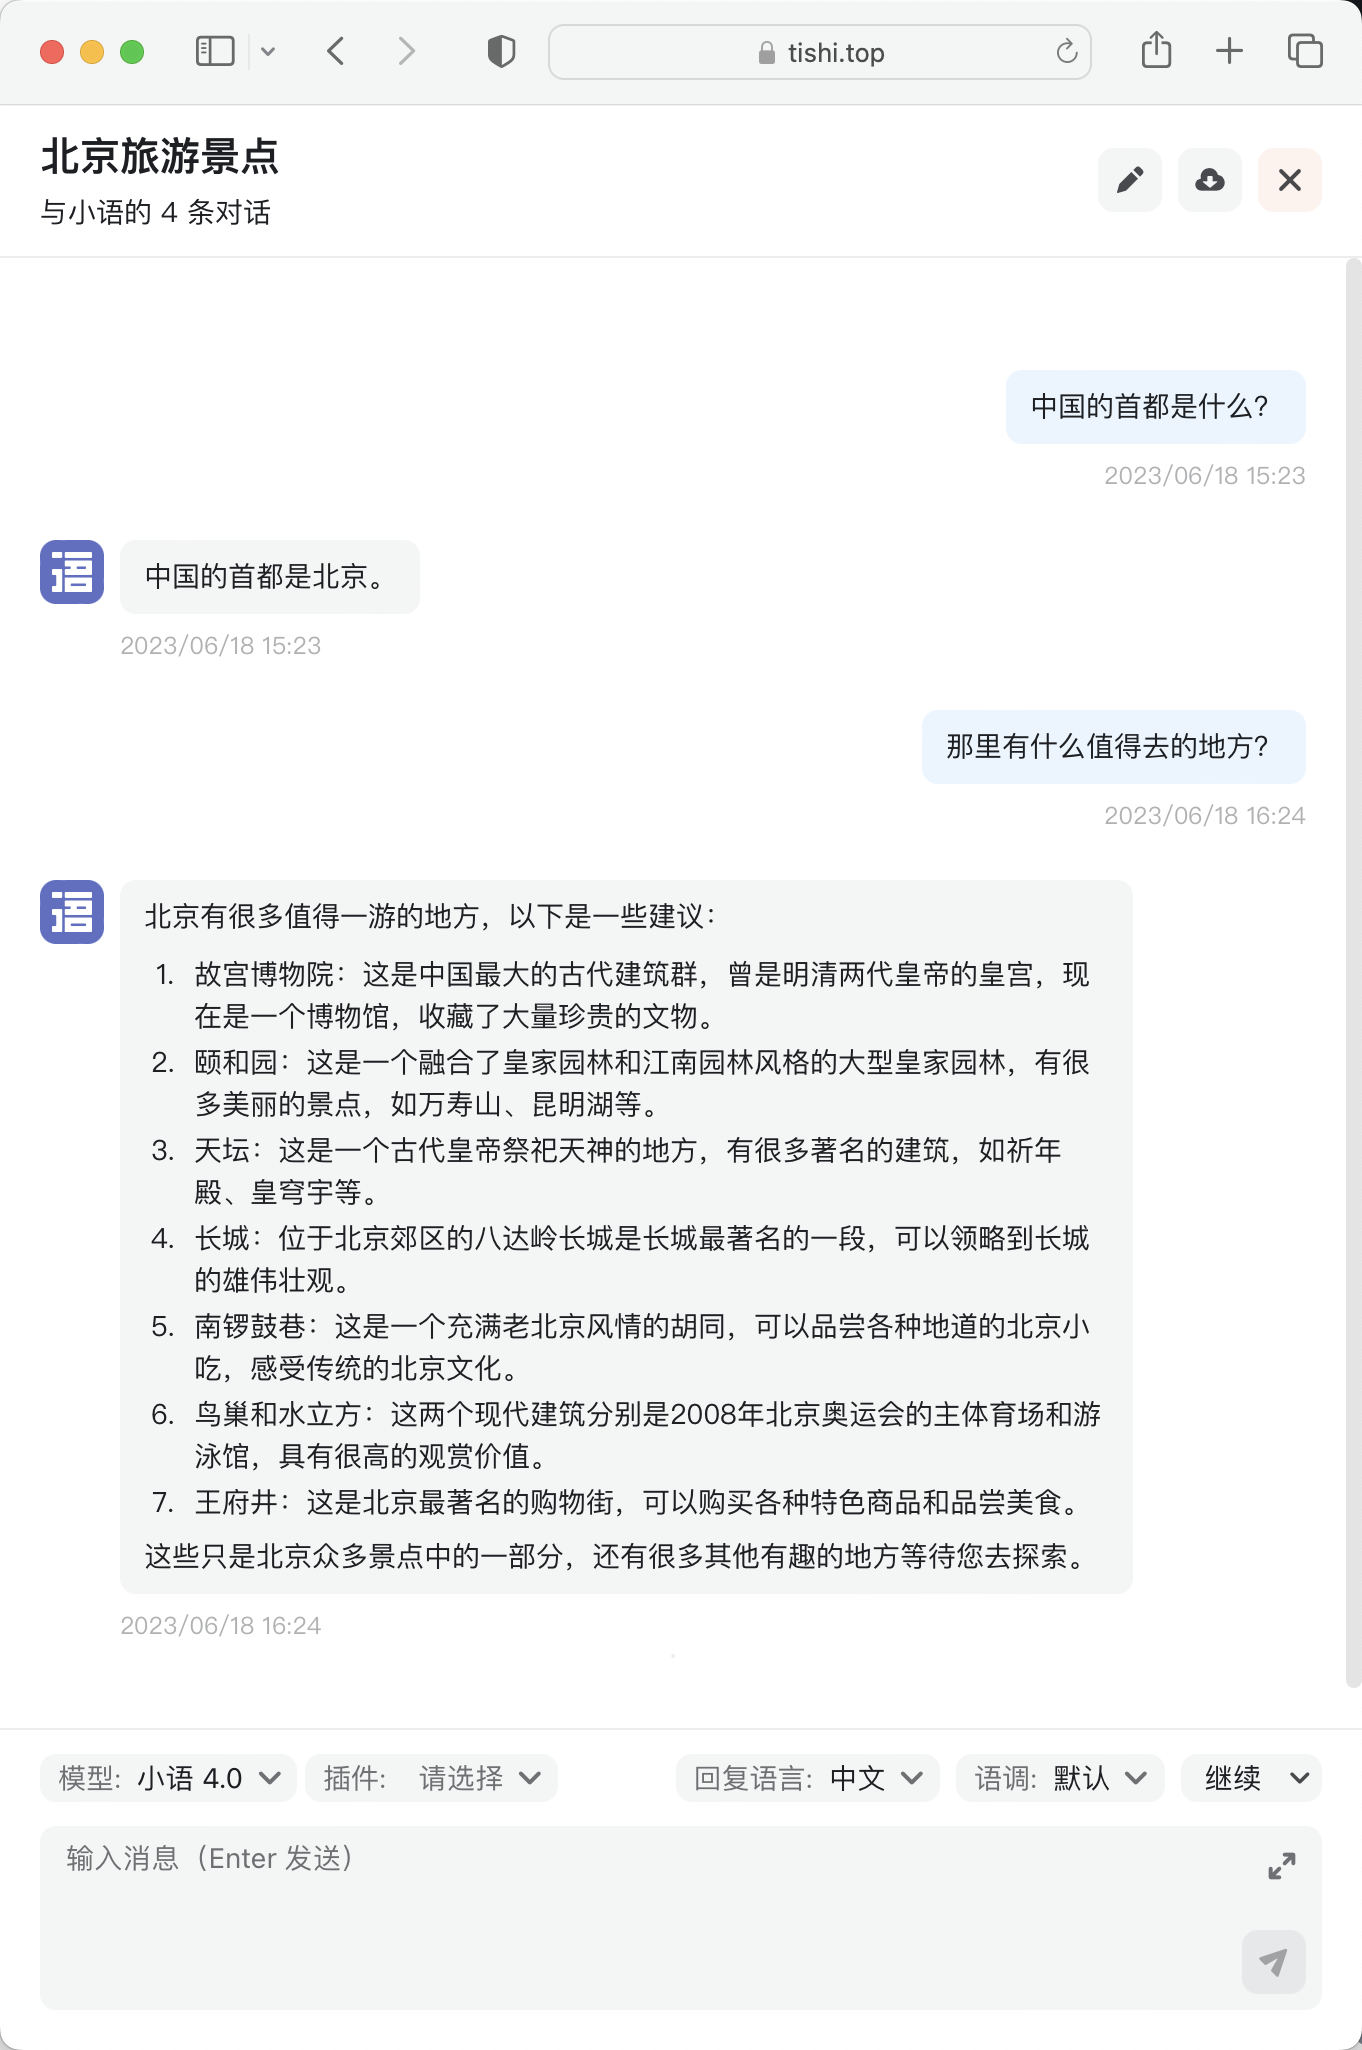 tishi.top
北京旅游景点
与小语的 4 条对话
中国的首都是什么?
2023/06/18 15:23
语
中国的首都是北京。
2023/06/18 15:23
那里有什么值得去的地方?
2023/06/18 16:24
语
北京有很多值得一游的地方，以下是一些建议：
1. 故宫博物院：这是中国最大的古代建筑群，曾是明清两代皇帝的皇宫，现
在是一个博物馆，收藏了大量珍贵的文物。
2. 颐和园：这是一个融合了皇家园林和江南园林风格的大型皇家园林，有很
多美丽的景点，如万寿山、昆明湖等。
3. 天坛：这是一个古代皇帝祭祀天神的地方，有很多著名的建筑，如祈年
殿、皇穹宇等。
4. 长城：位于北京郊区的八达岭长城是长城最著名的一段，可以领略到长城
的雄伟壮观。
5. 南锣鼓巷：这是一个充满老北京风情的胡同，可以品尝各种地道的北京小
吃，感受传统的北京文化。
6. 鸟巢和水立方：这两个现代建筑分别是2008年北京奥运会的主体育场和游
泳馆，具有很高的观赏价值。
7. 王府井：这是北京最著名的购物街，可以购买各种特色商品和品尝美食。
这些只是北京众多景点中的一部分，还有很多其他有趣的地方等待您去探索。
2023/06/18 16:24
模型: 小语 4.0 插件: 请选择 回复语言: 中文 语调: 默认 继续
输入消息（Enter 发送）